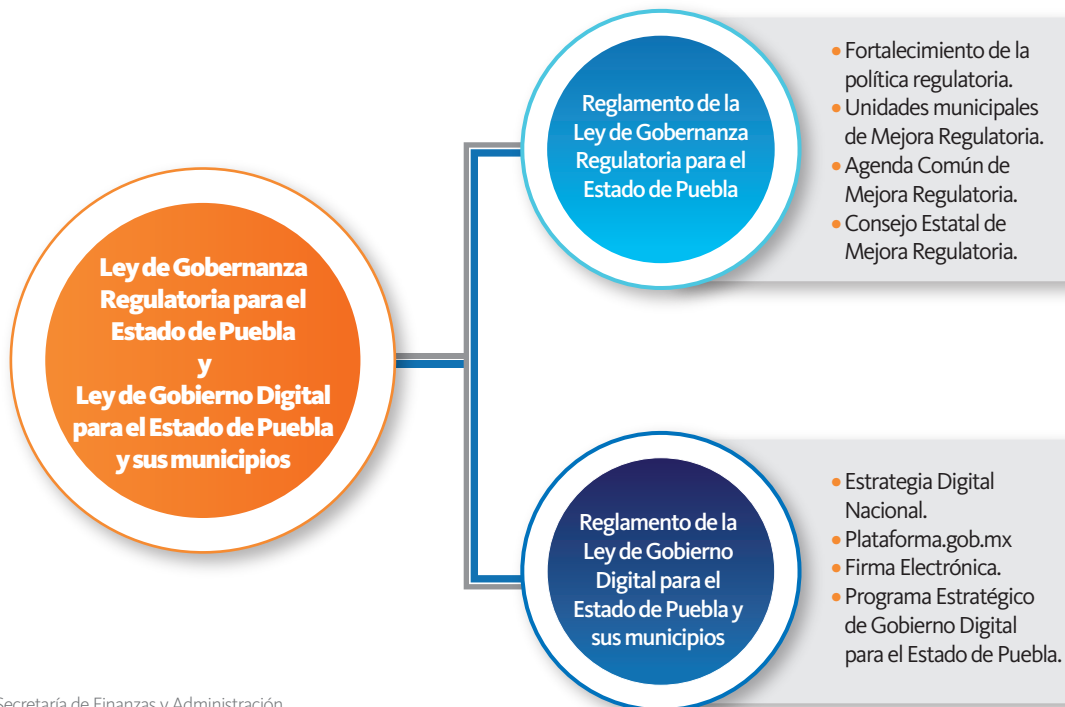 Ley de Gobernanza
Regulatoria para el
Estado de Puebla
y
Ley de Gobierno Digital
para el Estado de Puebla
y sus municipios
Reglamento de la
Ley de Gobernanza
Regulatoria para el
Estado de Puebla
• Fortalecimiento de la
política regulatoria.
• Unidades municipales
de Mejora Regulatoria.
• Agenda Común de
Mejora Regulatoria.
• Consejo Estatal de
Mejora Regulatoria.
Reglamento de la
Ley de Gobierno
Digital para el
Estado de Puebla y
sus municipios
• Estrategia Digital
Nacional.
• Plataforma.gob.mx
• Firma Electrónica.
• Programa Estratégico
de Gobierno Digital
para el Estado de Puebla.
Secretaría de Finanzas y Administración